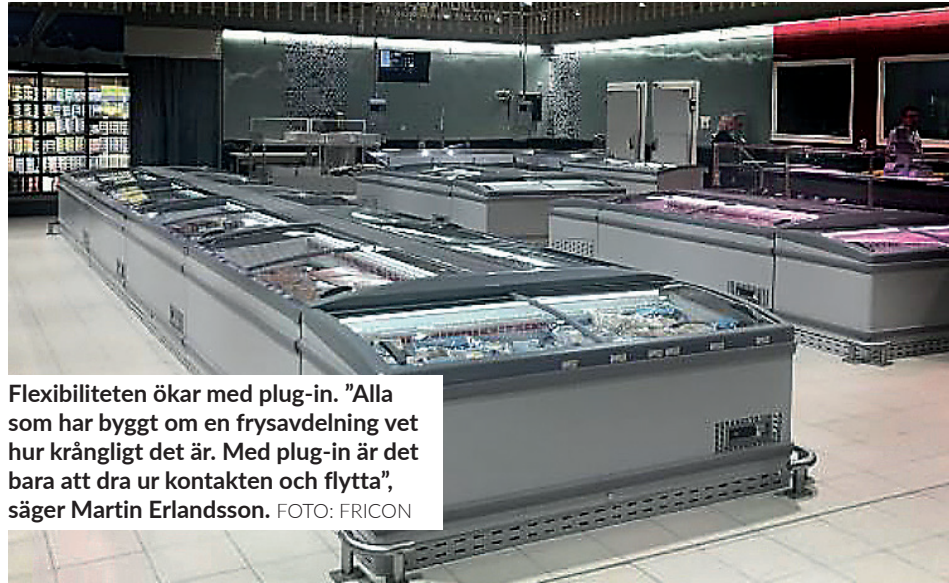 Flexibiliteten ökar med plug-in. ”Alla
som har byggt om en frysavdelning vet
hur krångligt det är. Med plug-in är det
bara att dra ur kontakten och flytta”,
säger Martin Erlandsson. FOTO: FRICON